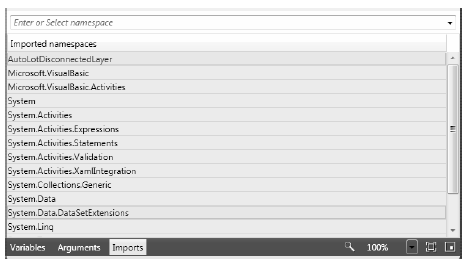 Enter or Select namespace
Imported namespaces
AutoLotDisconnectedLayer
Microsoft.VisualBasic
Microsoft.VisualBasic.Activities
System
System.Activities
System.Activities.Expressions
System.Activities.Statements
System.Activities.Validation
System.Activities.XamlIntegration
System.Collections.Generic
System.Data
System.Data.DataSetExtensions
System.Linq
Variables Arguments Imports 100%